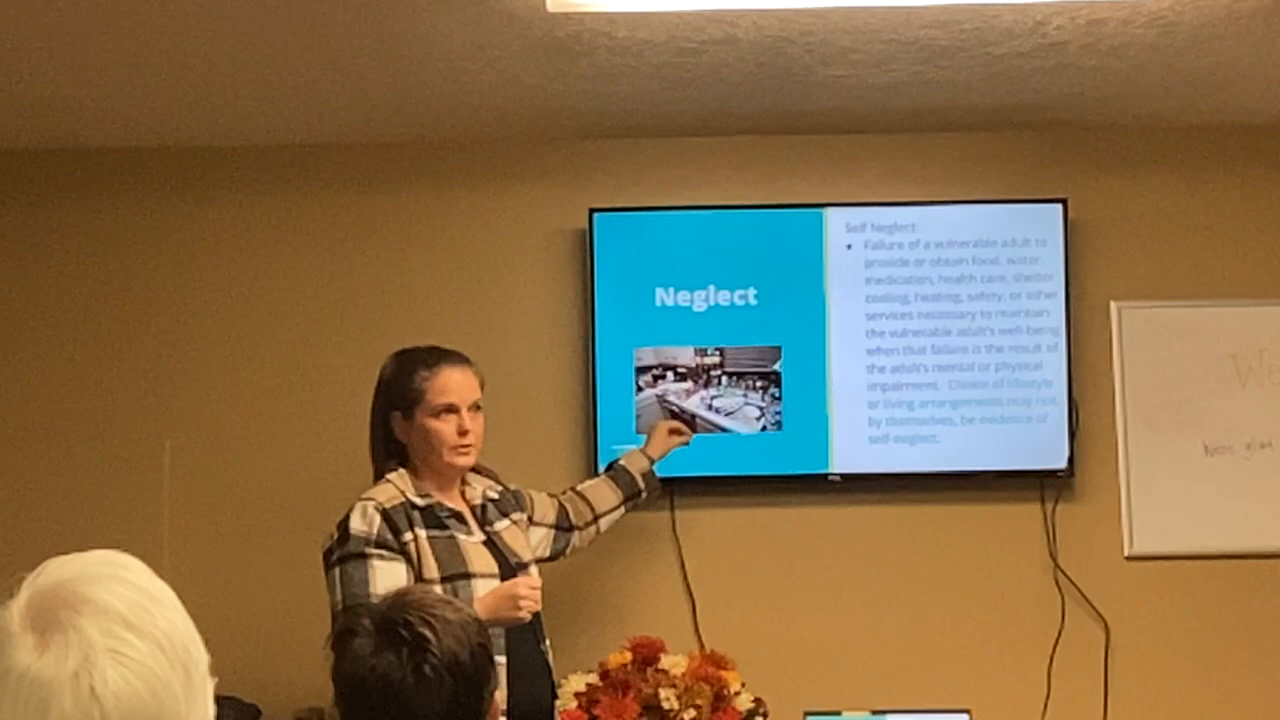 Neglect
Self Neglect:
• Failure of a vulnerable adult to
provide or obtain food, water,
medication, health care, shelter
cooling, heating, safety, or other
services necessary to maintain
the vulnerable adult's well-being
when that failure is the result of
the adult's mental or physical
impairment. Choice of lifestyle
or living arrangements may not,
by themselves, be evidence of
self-neglect.
We
glad